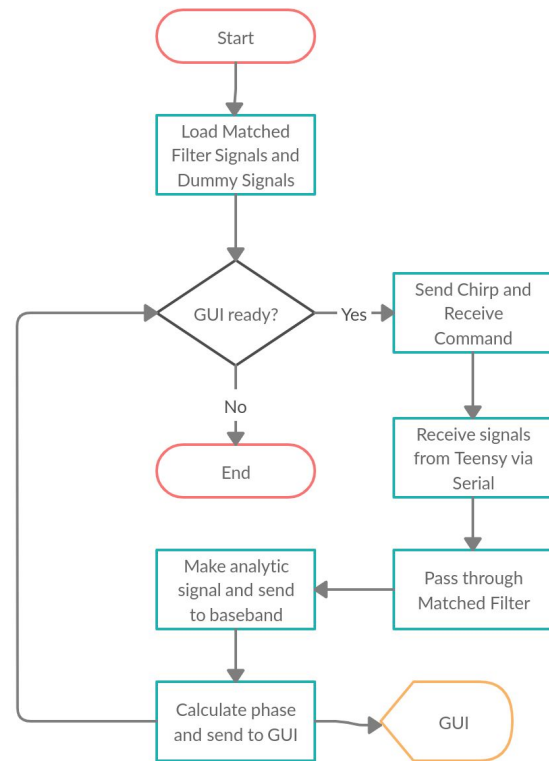 Start
Load Matched
Filter Signals and
Dummy Signals
GUI ready?
Yes
Send Chirp and
Receive
Command
No
Receive signals
from Teensy via
Serial
End
Make analytic
signal and send
to baseband
Pass through
Matched Filter
Calculate phase
and send to GUI
GUI